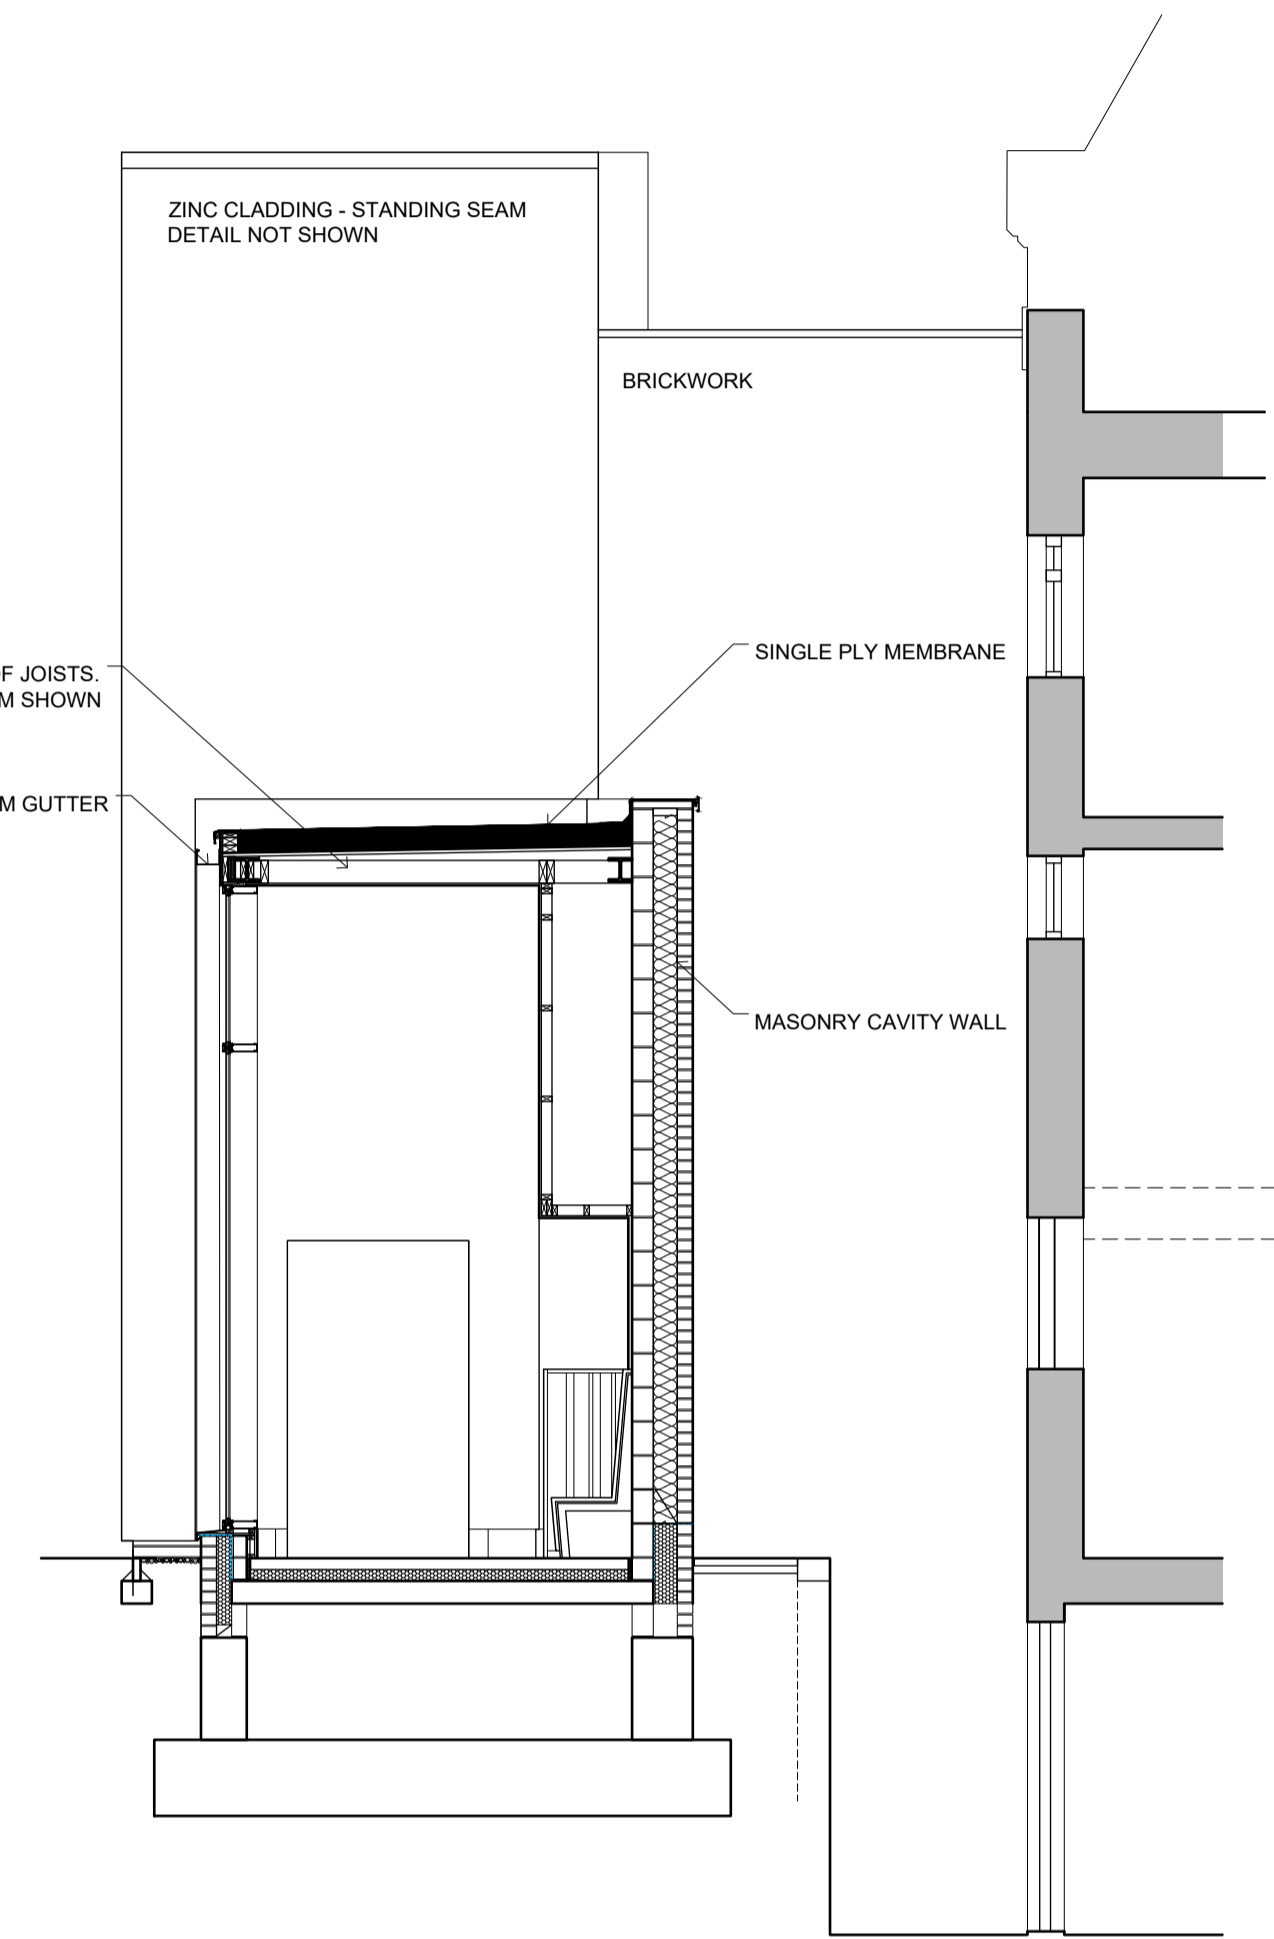 ZINC CLADDING - STANDING SEAM
DETAIL NOT SHOWN
BRICKWORK
SINGLE PLY MEMBRANE
JOISTS.
SHOWN
GUTTER
MASONRY CAVITY WALL